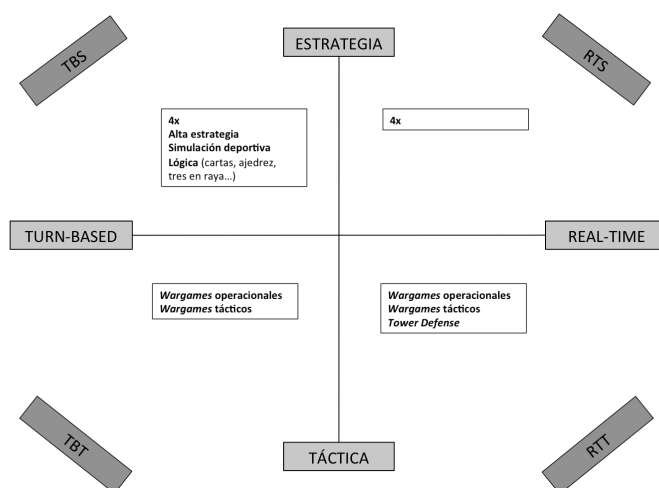 TBS
ESTRATEGIA
RTS
4x
Alta estrategia
Simulación deportiva
Lógica (cartas, ajedrez,
tres en raya...)
4x
TURN-BASED
REAL-TIME
Wargames operacionales
Wargames tácticos
Wargames operacionales
Wargames tácticos
Tower Defense
TBT
TÁCTICA
RTT